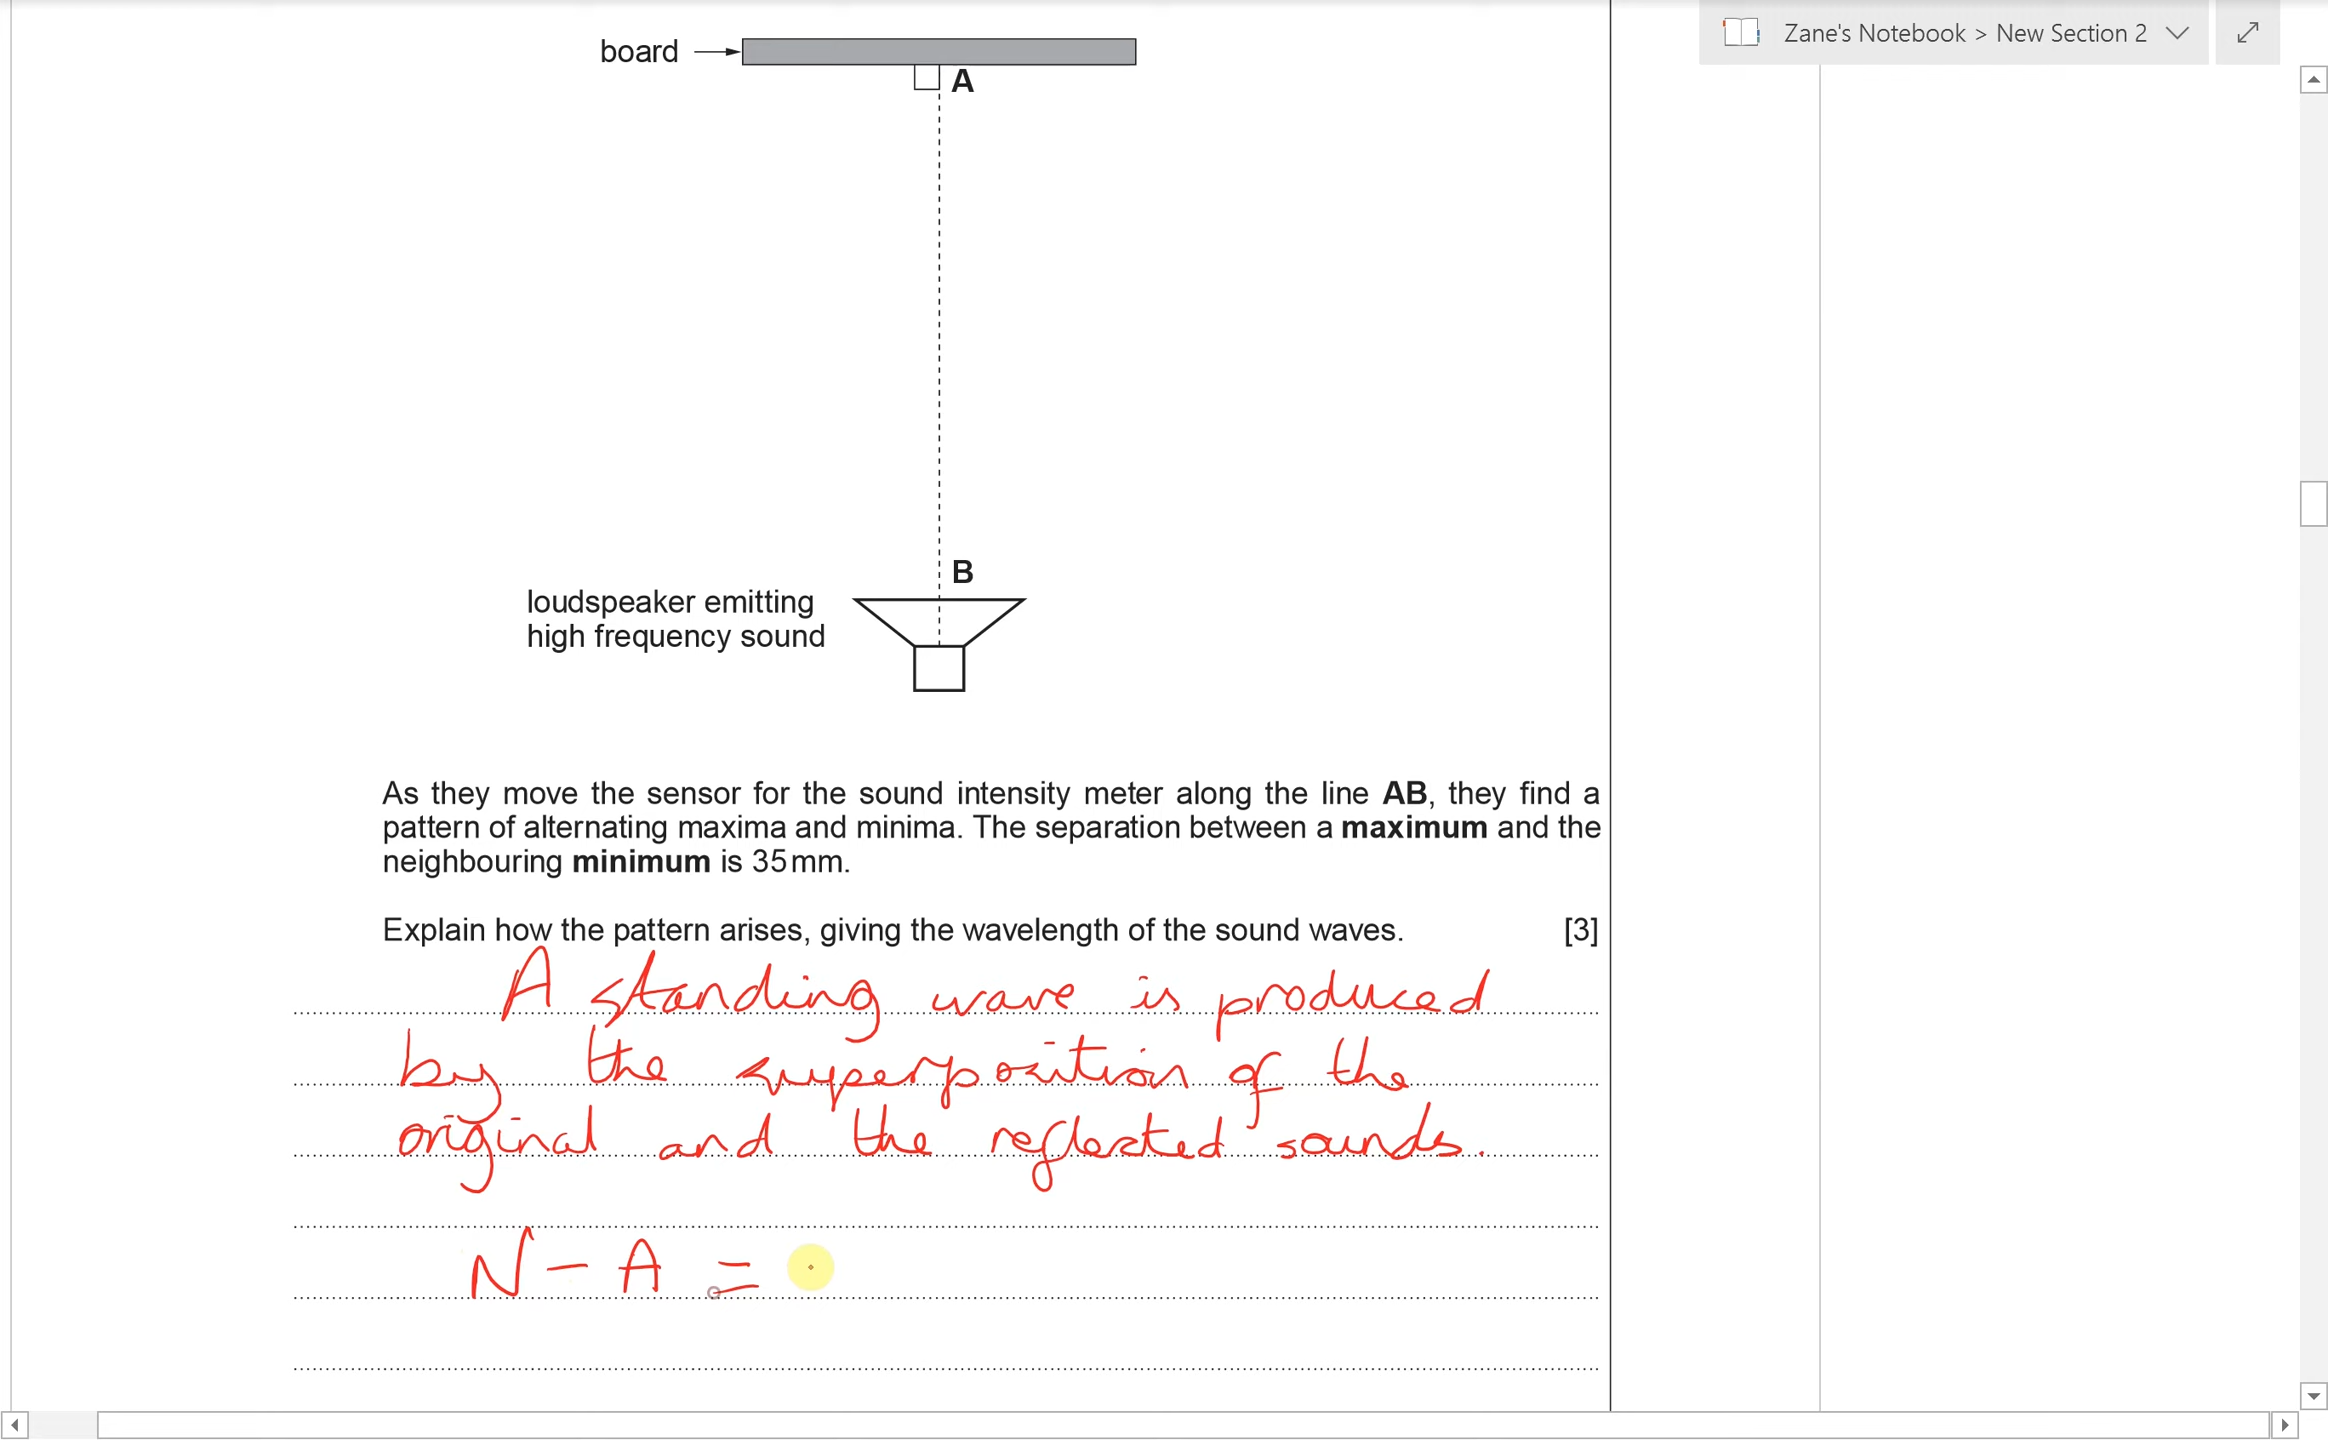 Zane's Notebook > New Section 2
board
A
B
loudspeaker emitting
high frequency sound
As they move the sensor for the sound intensity meter along the line AB, they find a
pattern of alternating maxima and minima. The separation between a maximum and the
neighbouring minimum is 35 mm.
Explain how the pattern arises, giving the wavelength of the sound waves. [3]
A standing wave is produced
by the superposition of the
original and the reflected sounds.
N - A =